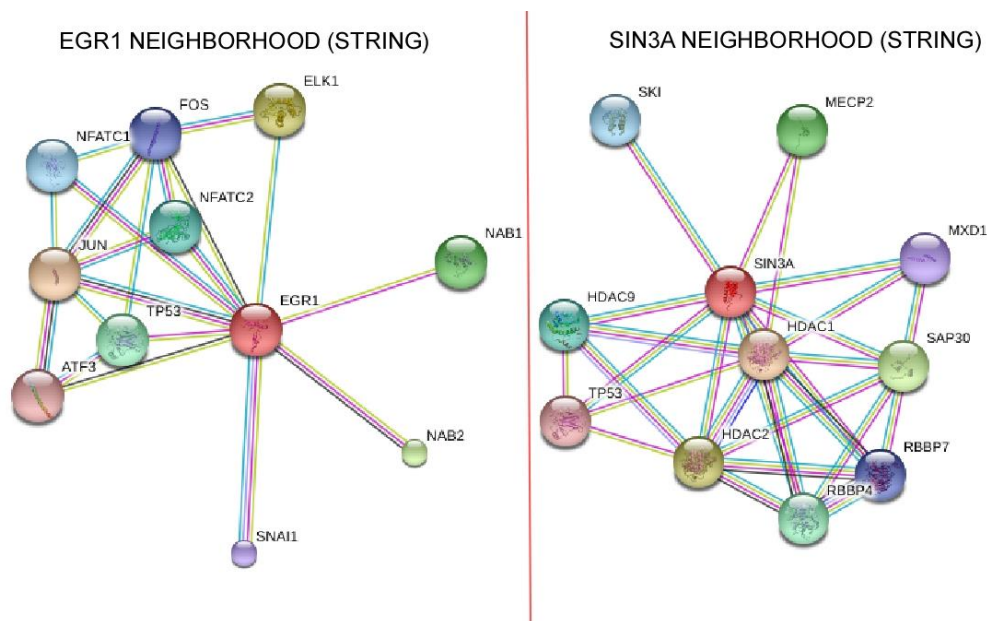 EGR1 NEIGHBORHOOD (STRING)
ELK1
FOS
NFATC1
NFATC2
JUN
NAB1
EGR1
TP53
ATF3
NAB2
SNAI1
SIN3A NEIGHBORHOOD (STRING)
SKI
MECP2
MXD1
SIN3A
HDAC9
HDAC1
SAP30
TP53
HDAC2
RBBP7
RBBP4